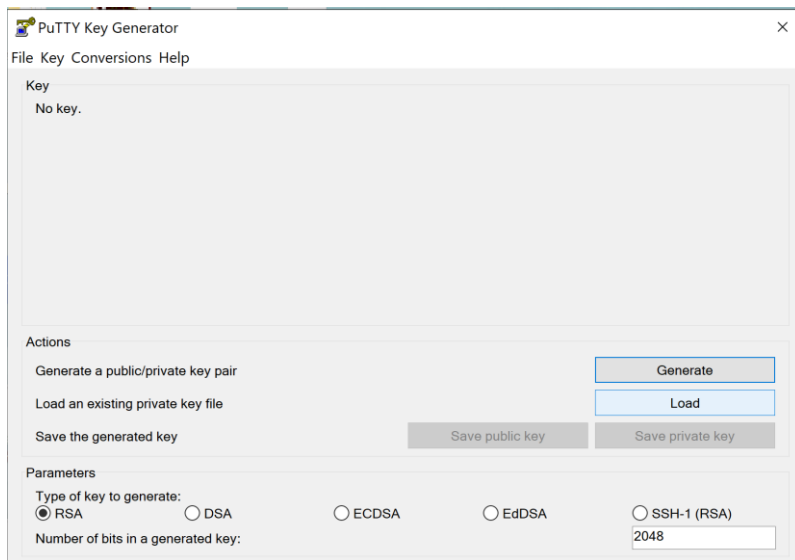 PuTTY Key Generator
File Key Conversions Help
Key
No key.
Actions
Generate a public/private key pair Generate
Load an existing private key file Load
Save the generated key Save public key Save private key
Parameters
Type of key to generate:
RSA DSA ECDSA EdDSA SSH-1 (RSA)
Number of bits in a generated key: 2048